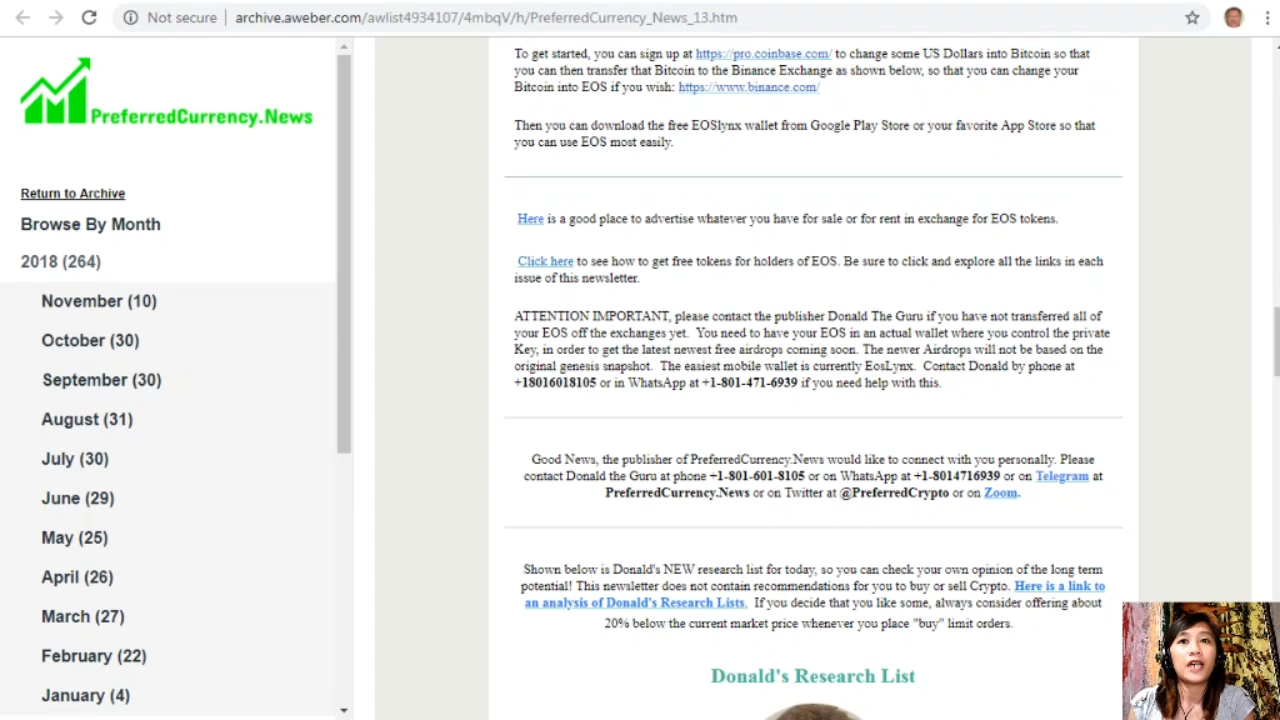 Not secure
archive.aweber.com/awlist4934107/4mbqV/h/PreferredCurrency_News_13.htm
PreferredCurrency.News
Return to Archive
Browse By Month
2018 (264)
November (10)
October (30)
September (30)
August (31)
July (30)
June (29)
May (25)
April (26)
March (27)
February (22)
January (4)
To get started, you can sign up at https://pro.coinbase.com/ to change some US Dollars into Bitcoin so that
you can then transfer that Bitcoin to the Binance Exchange as shown below, so that you can change your
Bitcoin into EOS if you wish: https://www.binance.com/
Then you can download the free EOSlynx wallet from Google Play Store or your favorite App Store so that
you can use EOS most easily.
Here is a good place to advertise whatever you have for sale or for rent in exchange for EOS tokens.
Click here to see how to get free tokens for holders of EOS. Be sure to click and explore all the links in each
issue of this newsletter.
ATTENTION IMPORTANT, please contact the publisher Donald The Guru if you have not transferred all of
your EOS off the exchanges yet. You need to have your EOS in an actual wallet where you control the private
Key, in order to get the latest newest free airdrops coming soon. The newer Airdrops will not be based on the
original genesis snapshot. The easiest mobile wallet is currently EosLynx. Contact Donald by phone at
+18016018105 or in WhatsApp at +1-801-471-6939 if you need help with this.
Good News, the publisher of PreferredCurrency.News would like to connect with you personally. Please
contact Donald the Guru at phone +1-801-601-8105 or on WhatsApp at +1-8014716939 or on Telegram at
PreferredCurrency.News or on Twitter at @PreferredCrypto or on Zoom.
Shown below is Donald's NEW research list for today, so you can check your own opinion of the long term
potential! This newsletter does not contain recommendations for you to buy or sell Crypto. Here is a link to
an analysis of Donald's Research Lists. If you decide that you like some, always consider offering about
20% below the current market price whenever you place "buy" limit orders.
Donald's Research List